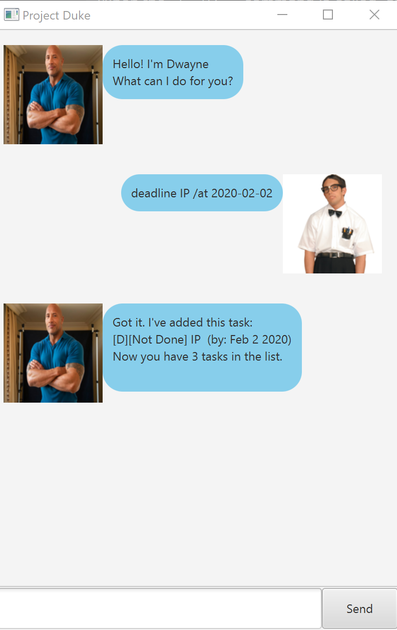 Project Duke
Hello! I'm Dwayne
What can I do for you?
deadline IP /at 2020-02-02
Got it. I've added this task:
[D][Not Done] IP  (by: Feb 2 2020)
Now you have 3 tasks in the list.
Send